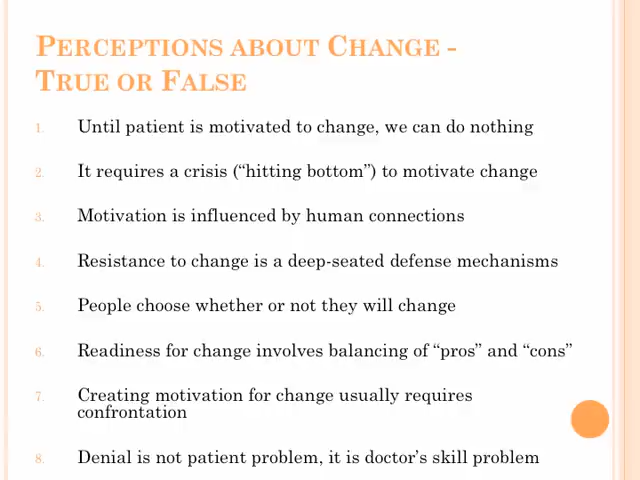 PERCEPTIONS ABOUT CHANGE -
TRUE OR FALSE
1. Until patient is motivated to change, we can do nothing
2. It requires a crisis (“hitting bottom”) to motivate change
3. Motivation is influenced by human connections
4. Resistance to change is a deep-seated defense mechanisms
5. People choose whether or not they will change
6. Readiness for change involves balancing of “pros” and “cons”
7. Creating motivation for change usually requires
confrontation
8. Denial is not patient problem, it is doctor’s skill problem